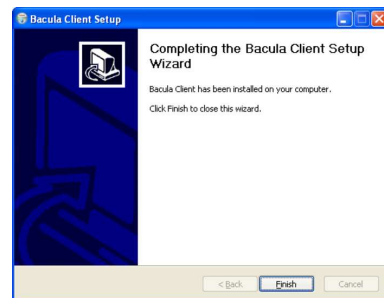 Bacula Client Setup
Completing the Bacula Client Setup
Wizard
Bacula Client has been installed on your computer.
Click Finish to close this wizard.
< Back
Finish
Cancel